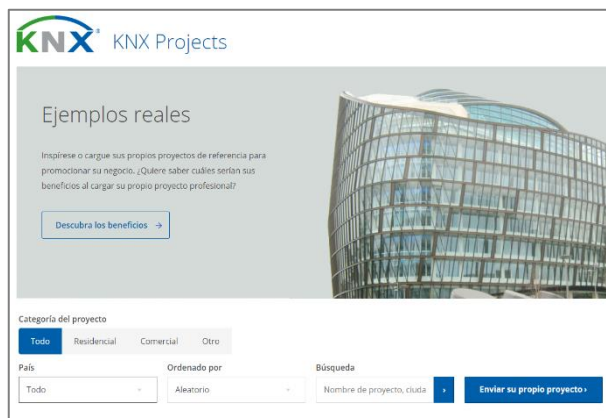 KNX® KNX Projects
Ejemplos reales
Inspírese o cargue sus propios proyectos de referencia para
promocionar su negocio. ¿Quiere saber cuáles serían sus
beneficios al cargar su propio proyecto profesional?
Descubra los beneficios →
Categoría del proyecto
Todo Residencial Comercial Otro
País Ordenado por Búsqueda
Todo Aleatorio Nombre de proyecto, ciuda › Enviar su propio proyecto ›